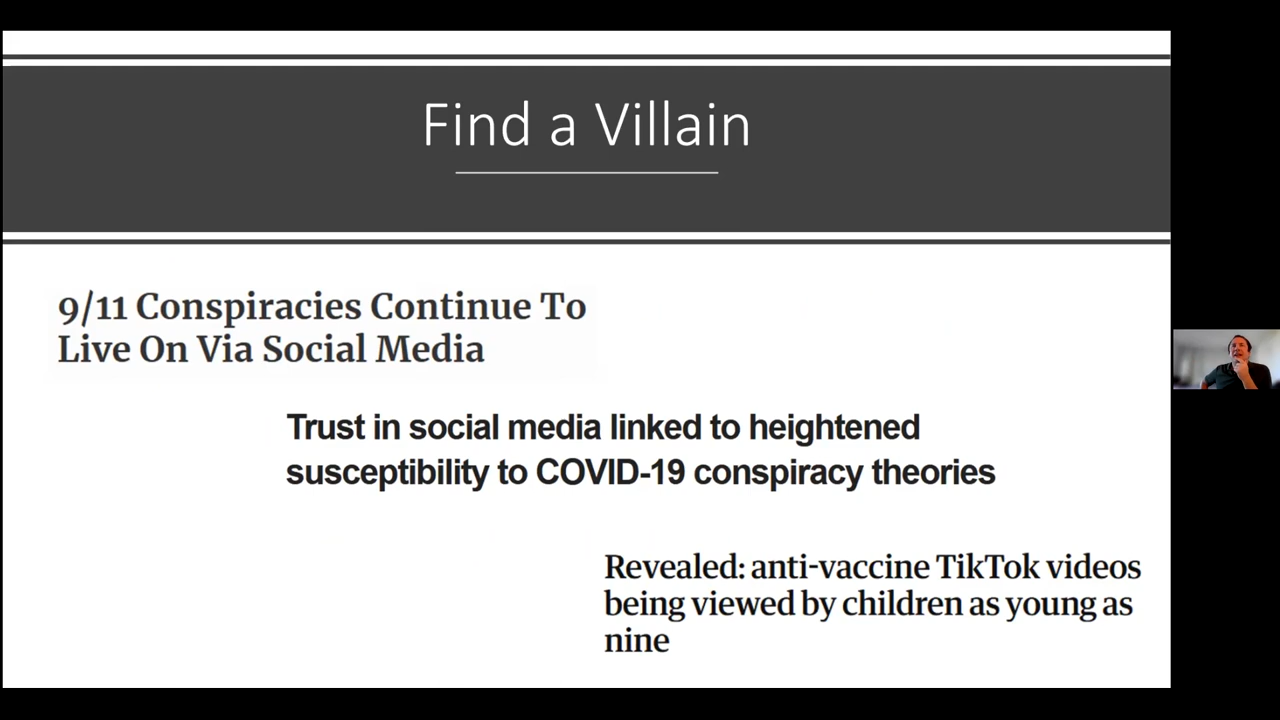 Find a Villain
9/11 Conspiracies Continue To
Live On Via Social Media
Trust in social media linked to heightened
susceptibility to COVID-19 conspiracy theories
Revealed: anti-vaccine TikTok videos
being viewed by children as young as
nine